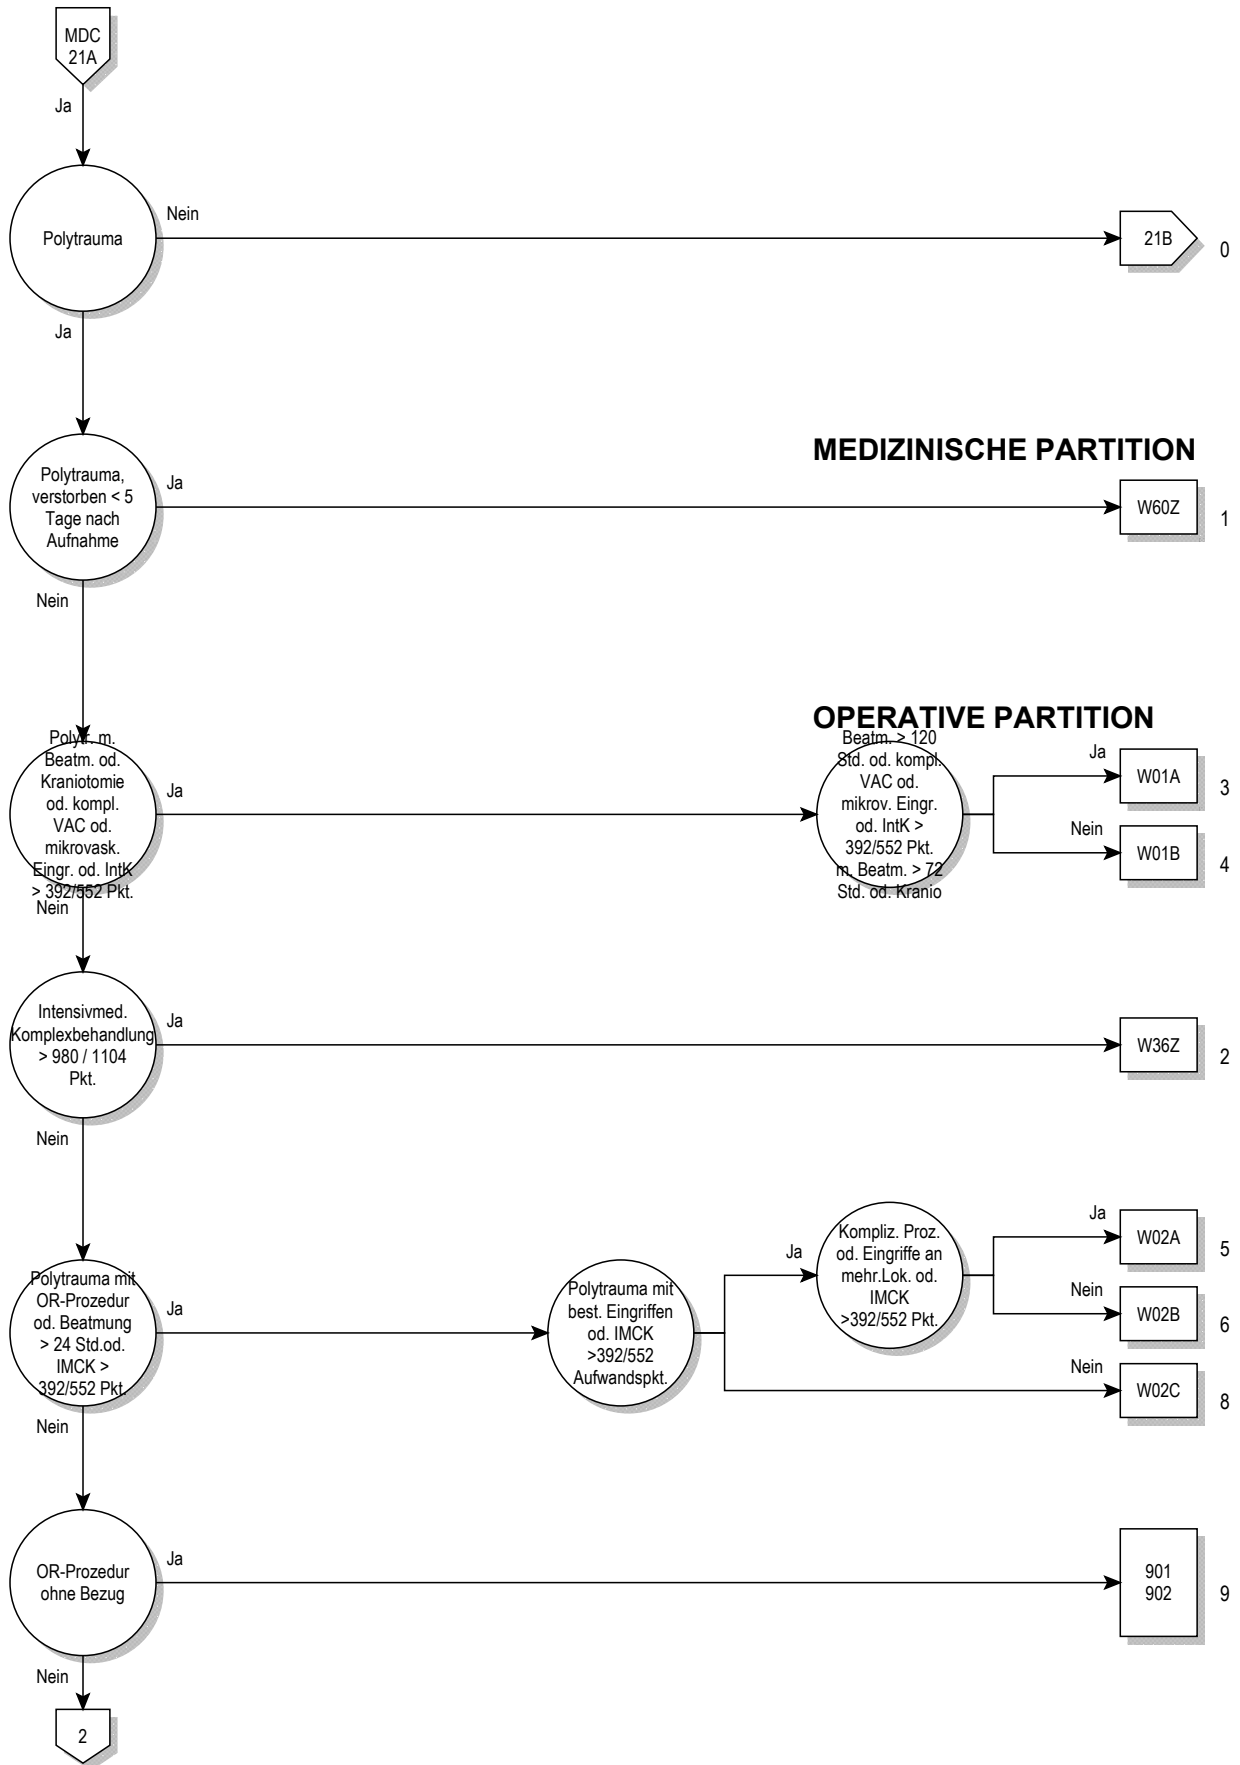 MDC
21A
Ja
Polytrauma
Nein
21B
0
Ja
MEDIZINISCHE PARTITION
Polytrauma,
verstorben < 5
Tage nach
Aufnahme
Ja
W60Z
1
Nein
OPERATIVE PARTITION
Polytr. m.
Beatm. od.
Kraniotomie
od. kompl.
VAC od.
mikrovask.
Eingr. od. IntK
> 392/552 Pkt.
Ja
Beatm. > 120
Std. od. kompl.
VAC od.
mikrov. Eingr.
od. IntK >
392/552 Pkt.
m. Beatm. > 72
Std. od. Kranio
Ja
W01A
3
Nein
W01B
4
Nein
Intensivmed.
Komplexbehandlung
> 980 / 1104
Pkt.
Ja
W36Z
2
Nein
Polytrauma mit
OR-Prozedur
od. Beatmung
> 24 Std.od.
IMCK >
392/552 Pkt.
Ja
Polytrauma mit
best. Eingriffen
od. IMCK
>392/552
Aufwandspkt.
Ja
Kompliz. Proz.
od. Eingriffe an
mehr.Lok. od.
IMCK
>392/552 Pkt.
Ja
W02A
5
Nein
W02B
6
Nein
W02C
8
Nein
OR-Prozedur
ohne Bezug
Ja
901
902
9
Nein
2